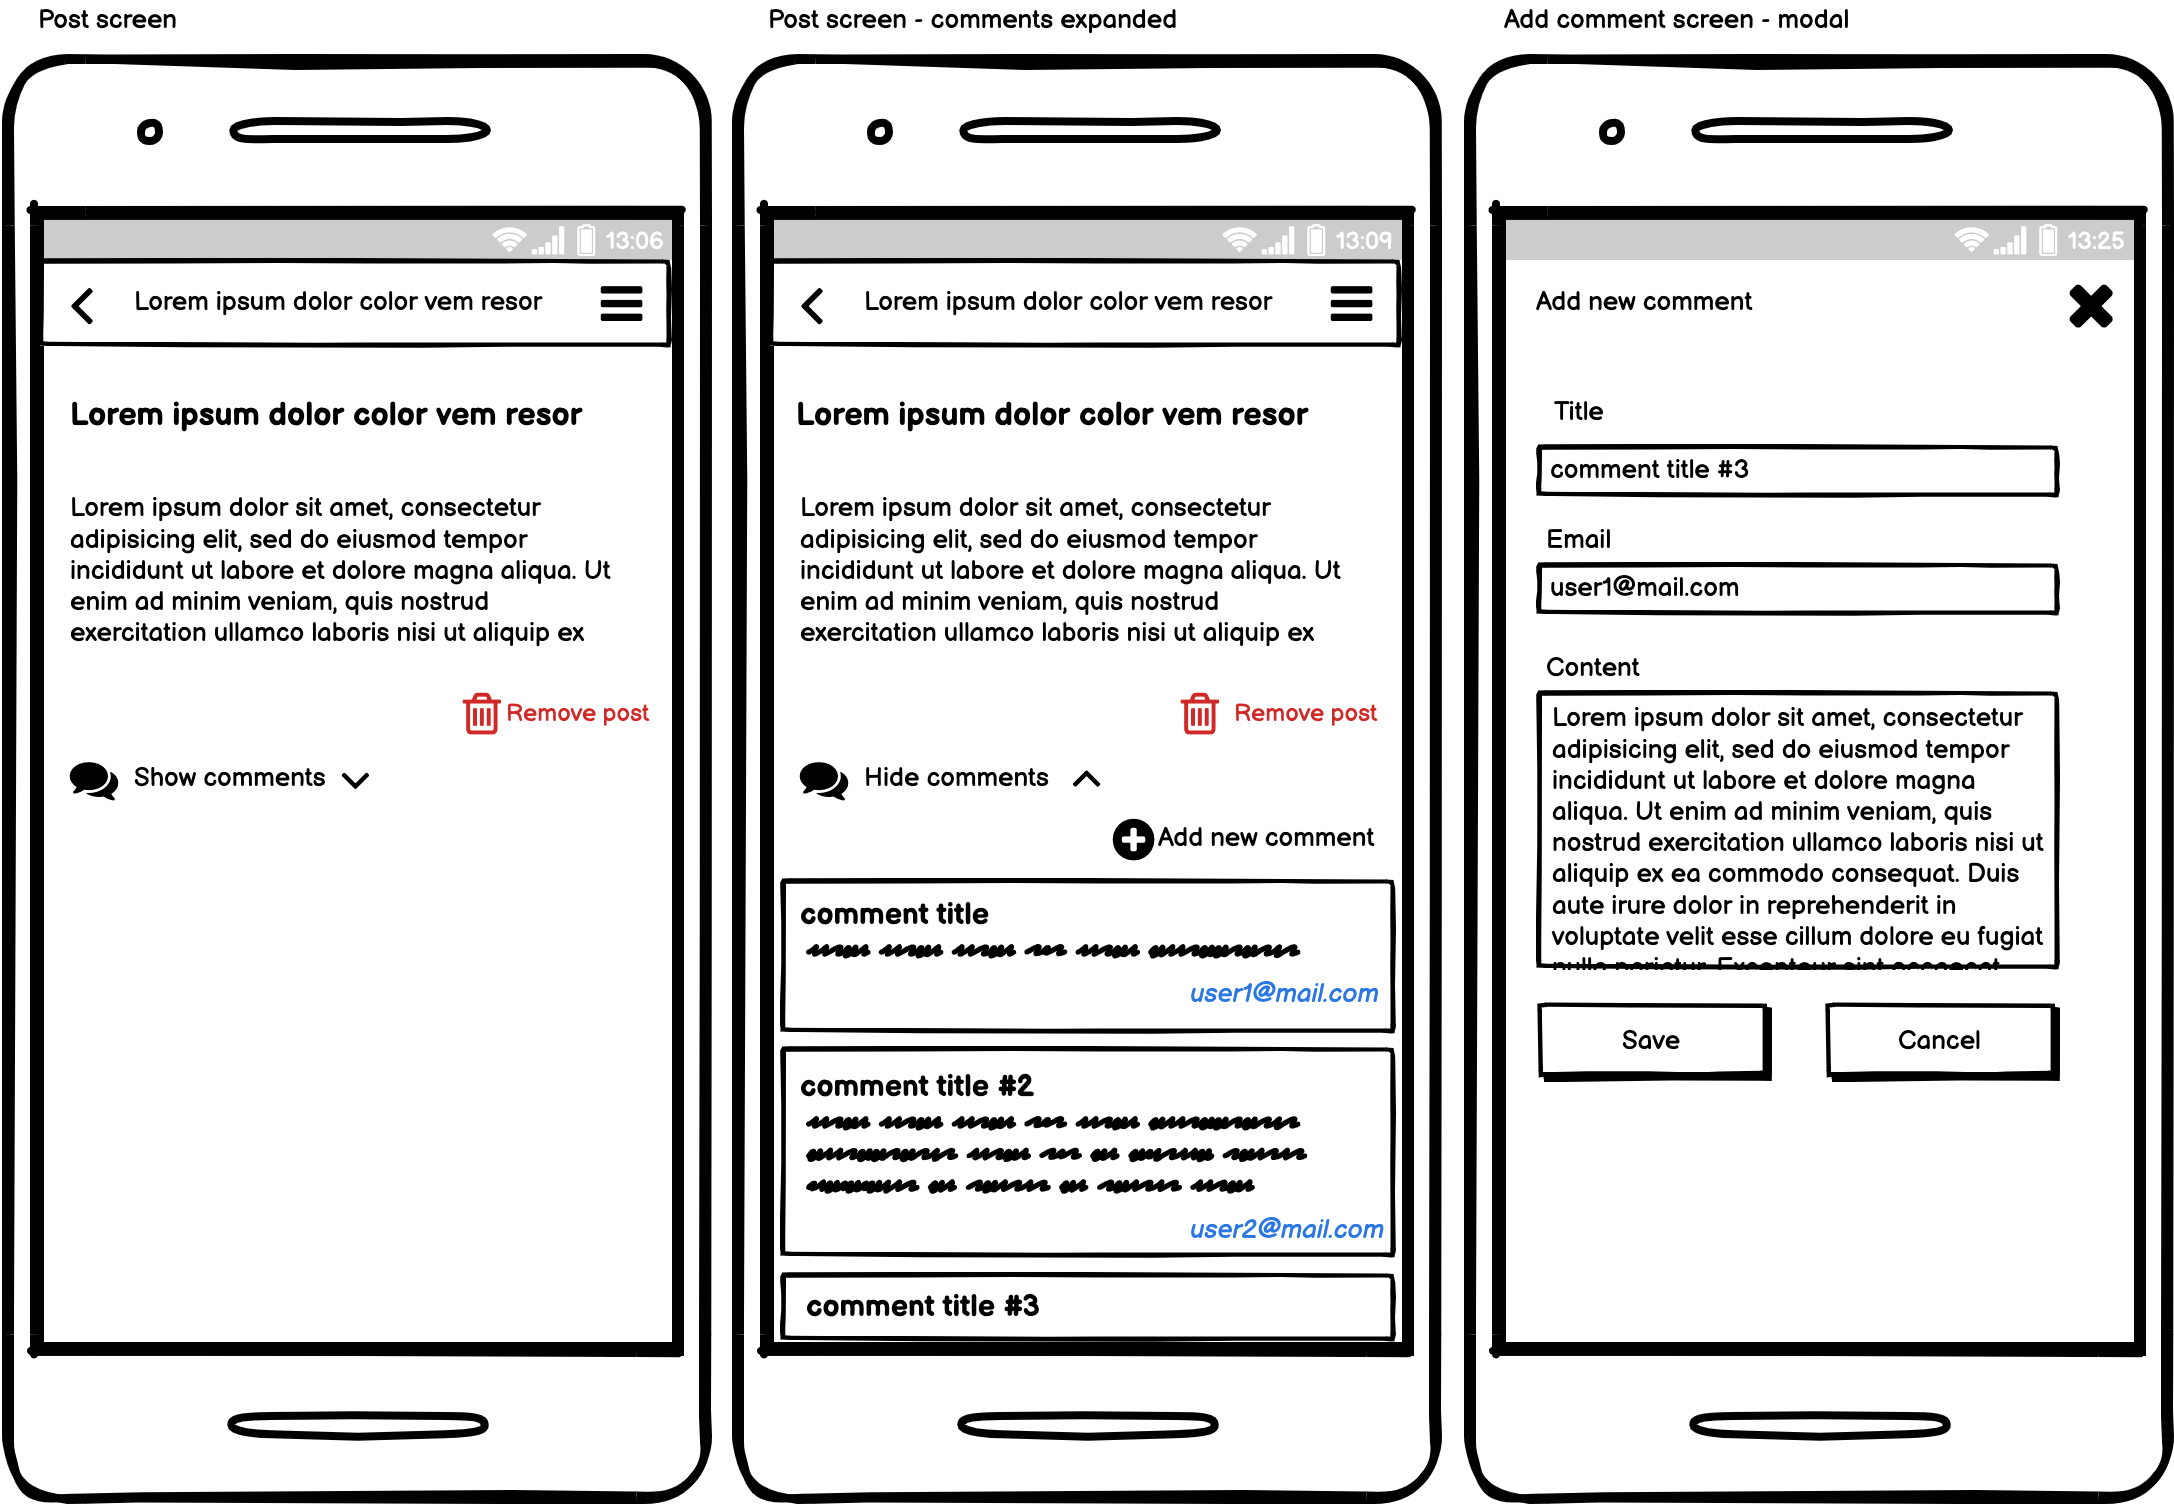 Post screen
13:06
Lorem ipsum dolor color vem resor
Lorem ipsum dolor color vem resor
Lorem ipsum dolor sit amet, consectetur
adipisicing elit, sed do eiusmod tempor
incididunt ut labore et dolore magna aliqua. Ut
enim ad minim veniam, quis nostrud
exercitation ullamco laboris nisi ut aliquip ex
Remove post
Show comments
Post screen - comments expanded
13:09
Lorem ipsum dolor color vem resor
Lorem ipsum dolor color vem resor
Lorem ipsum dolor sit amet, consectetur
adipisicing elit, sed do eiusmod tempor
incididunt ut labore et dolore magna aliqua. Ut
enim ad minim veniam, quis nostrud
exercitation ullamco laboris nisi ut aliquip ex
Remove post
Hide comments
Add new comment
comment title
user1@mail.com
comment title #2
user2@mail.com
comment title #3
Add comment screen - modal
13:25
Add new comment
Title
comment title #3
Email
user1@mail.com
Content
Lorem ipsum dolor sit amet, consectetur
adipisicing elit, sed do eiusmod tempor
incididunt ut labore et dolore magna
aliqua. Ut enim ad minim veniam, quis
nostrud exercitation ullamco laboris nisi ut
aliquip ex ea commodo consequat. Duis
aute irure dolor in reprehenderit in
voluptate velit esse cillum dolore eu fugiat
Save
Cancel